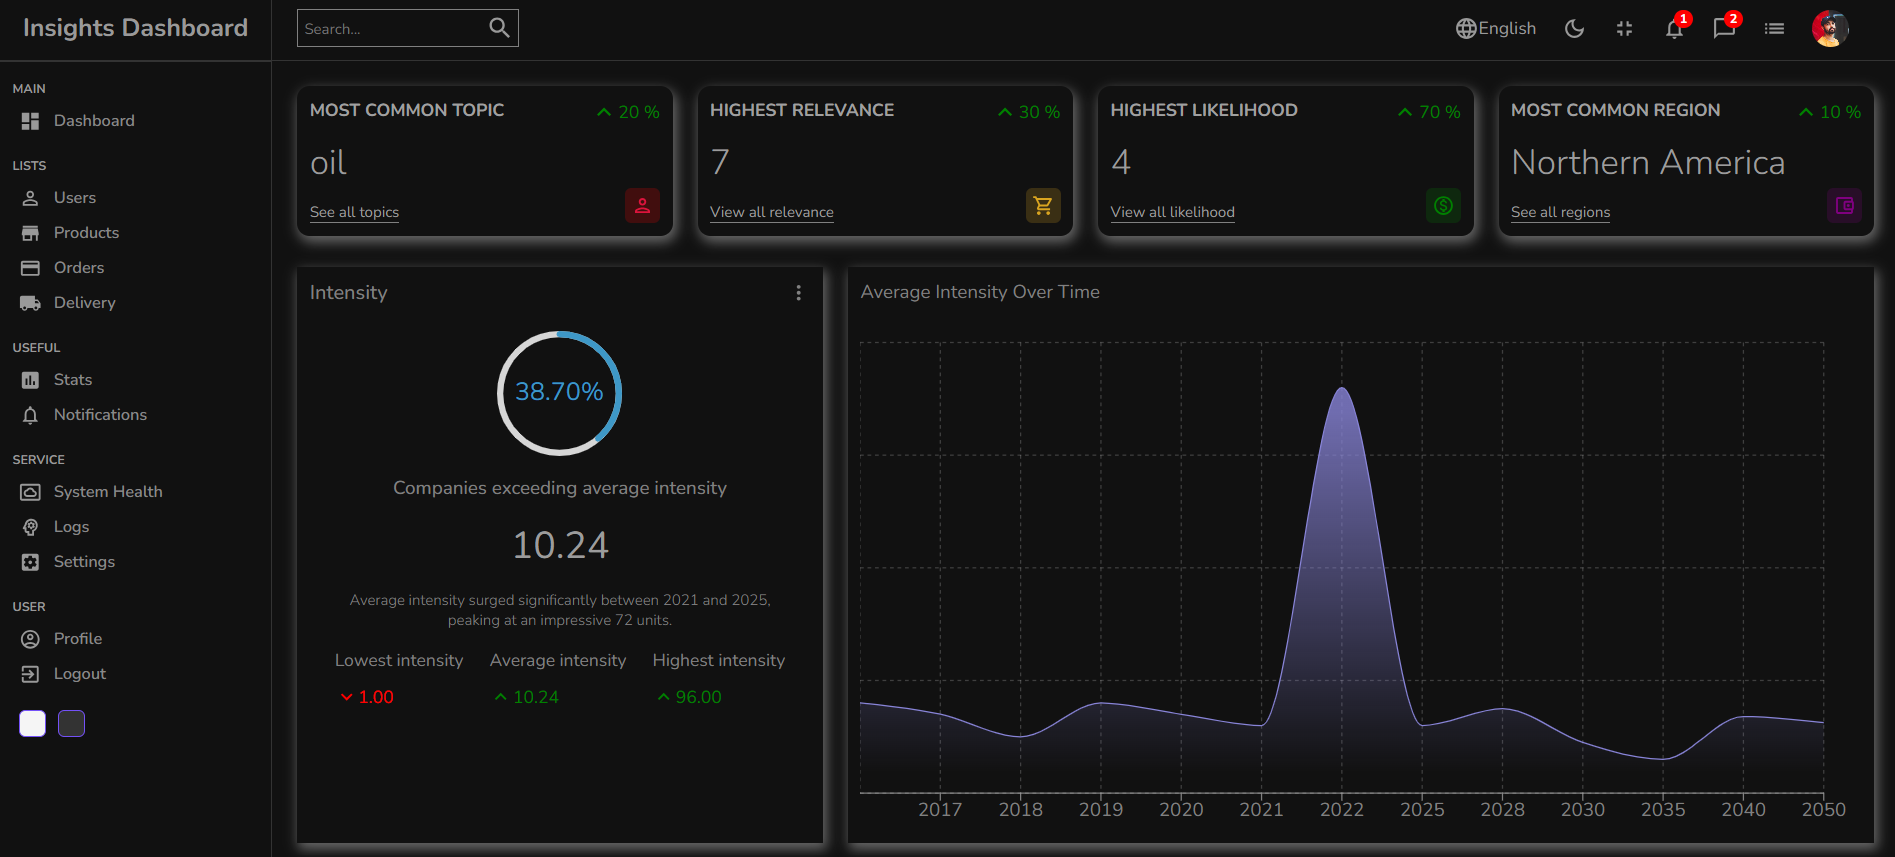 Insights Dashboard
Search...
English
1
2
MAIN
Dashboard
LISTS
Users
Products
Orders
Delivery
USEFUL
Stats
Notifications
SERVICE
System Health
Logs
Settings
USER
Profile
Logout
MOST COMMON TOPIC
20 %
oil
See all topics
HIGHEST RELEVANCE
30 %
7
View all relevance
HIGHEST LIKELIHOOD
70 %
4
View all likelihood
MOST COMMON REGION
10 %
Northern America
See all regions
Intensity
38.70%
Companies exceeding average intensity
10.24
Average intensity surged significantly between 2021 and 2025,
peaking at an impressive 72 units.
Lowest intensity Average intensity Highest intensity
1.00 10.24 96.00
Average Intensity Over Time
2017 2018 2019 2020 2021 2022 2025 2028 2030 2035 2040 2050